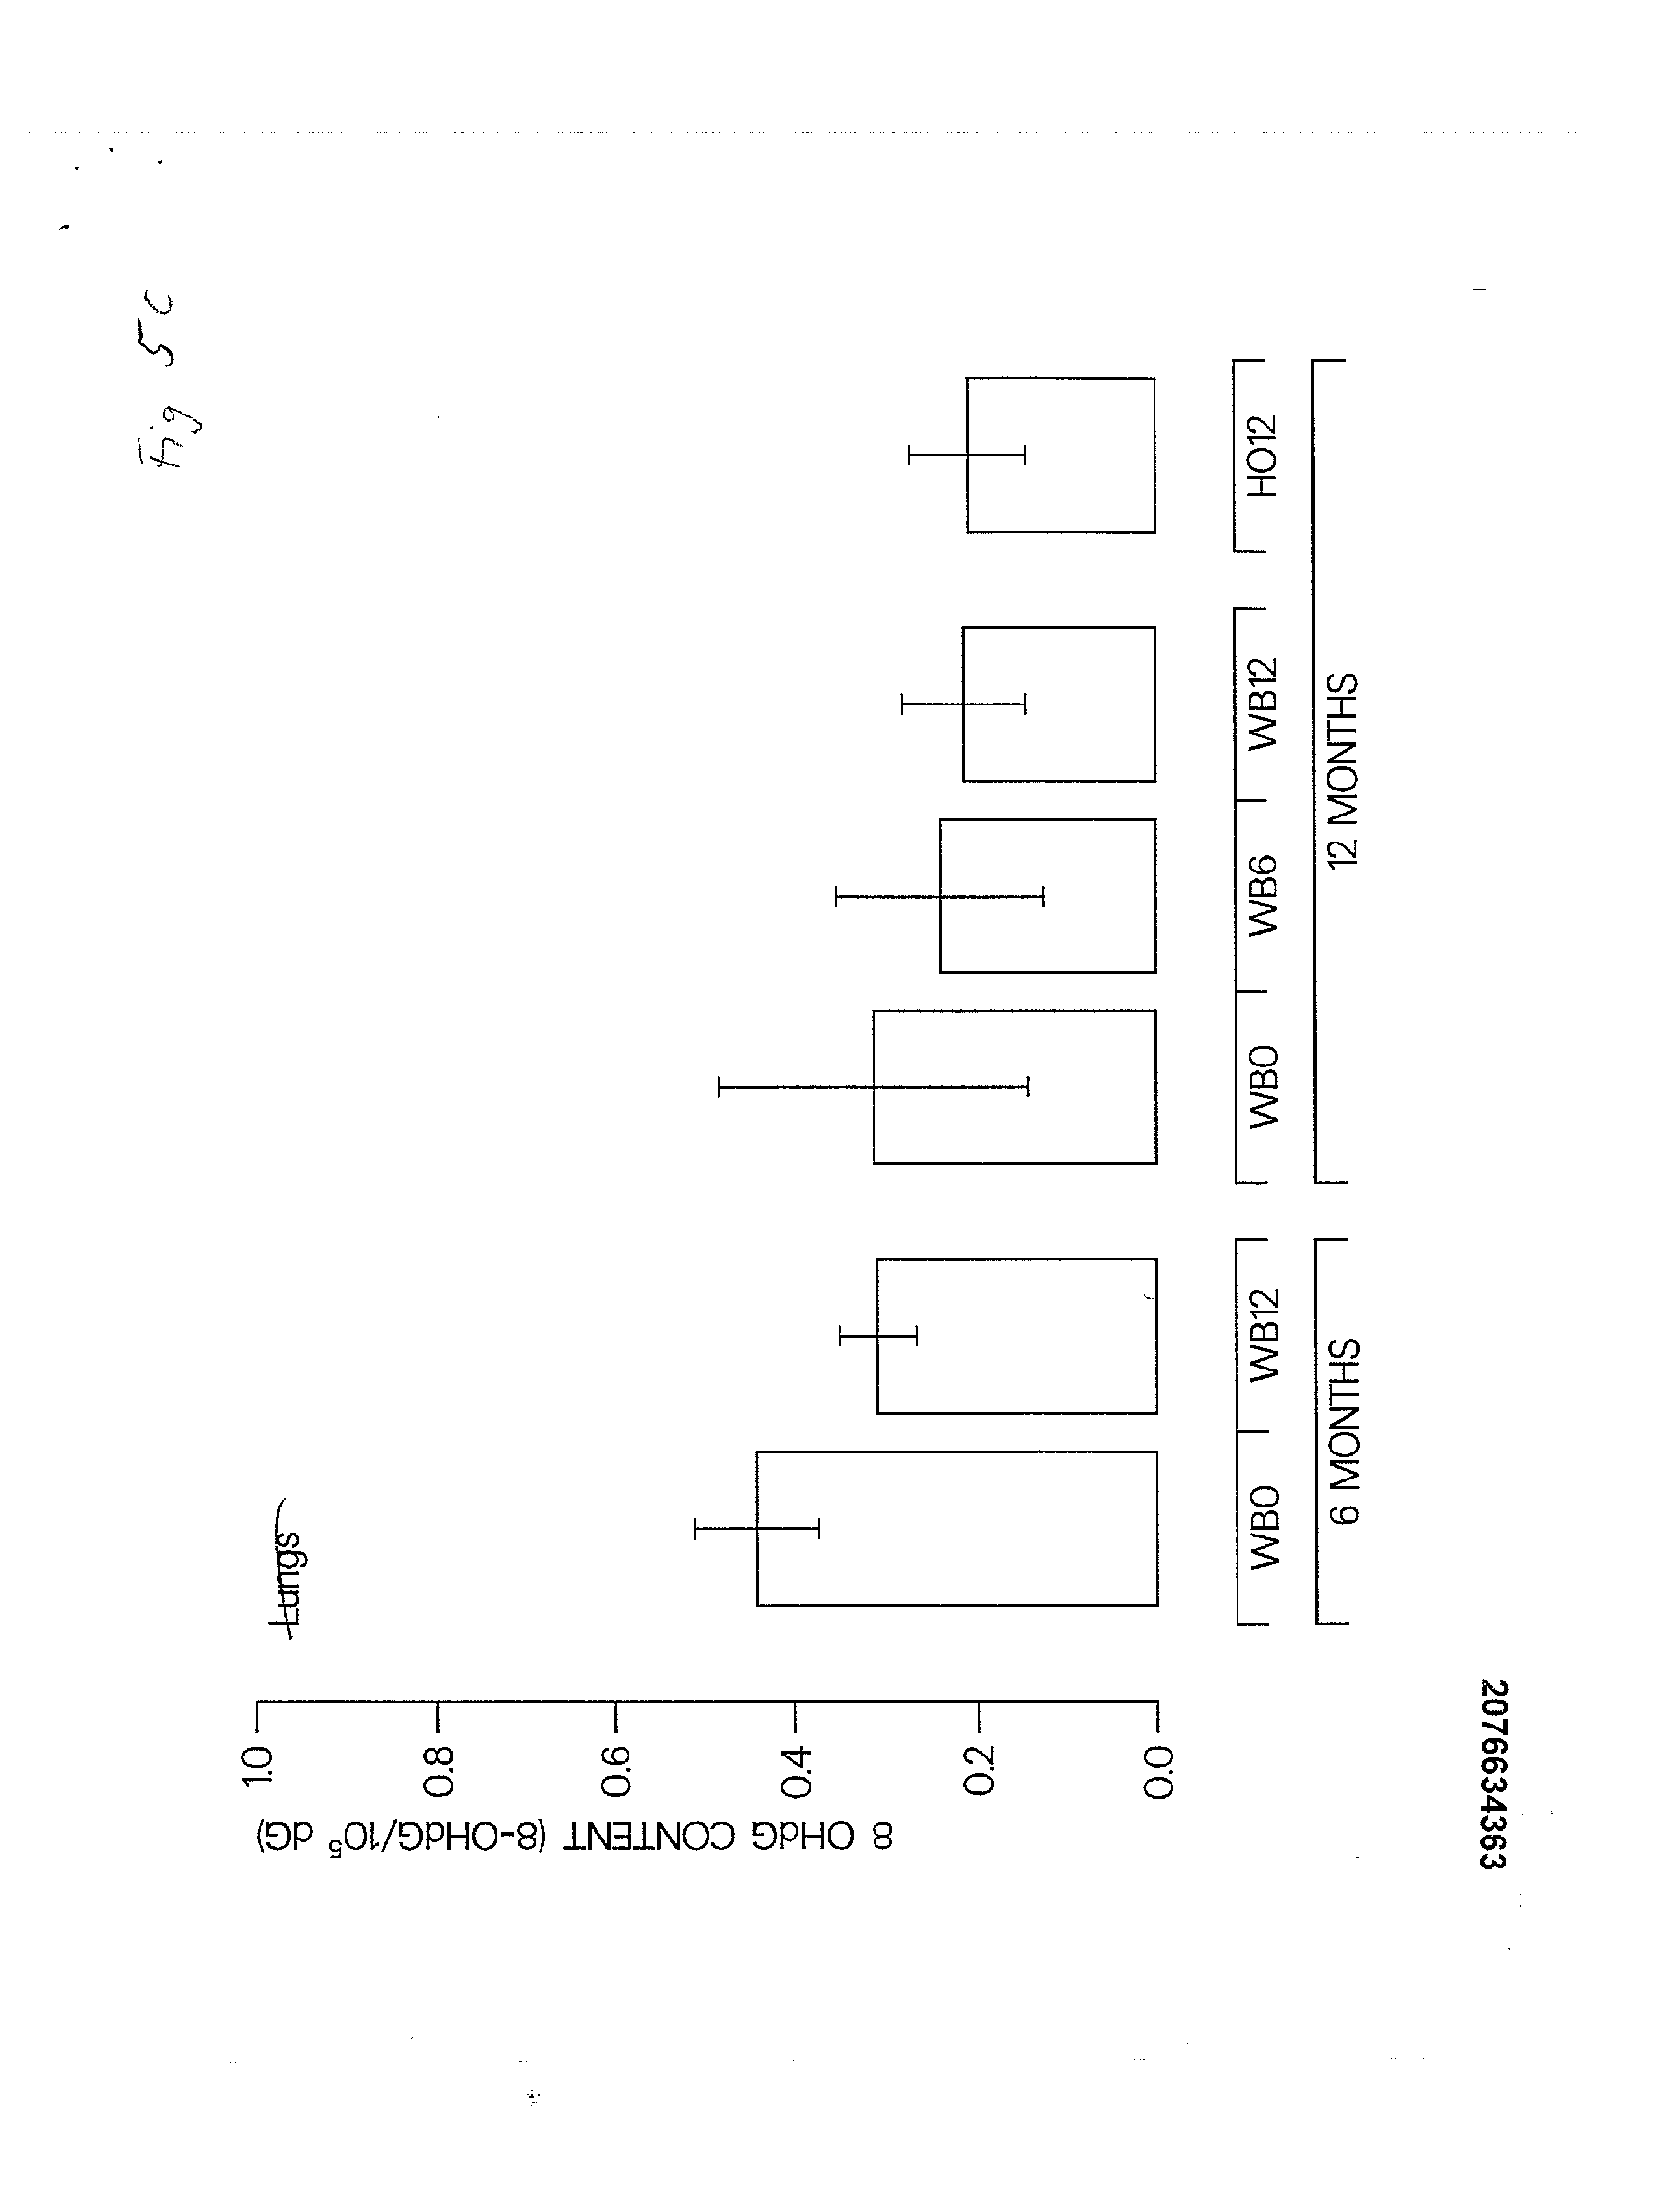 Fig 5c
Lungs
8 OHdG CONTENT (8-OHdG/10⁵ dG)
1.0
0.8
0.6
0.4
0.2
0.0
WB0 WB12 WB0 WB6 WB12 HO12
6 MONTHS 12 MONTHS
2076634363